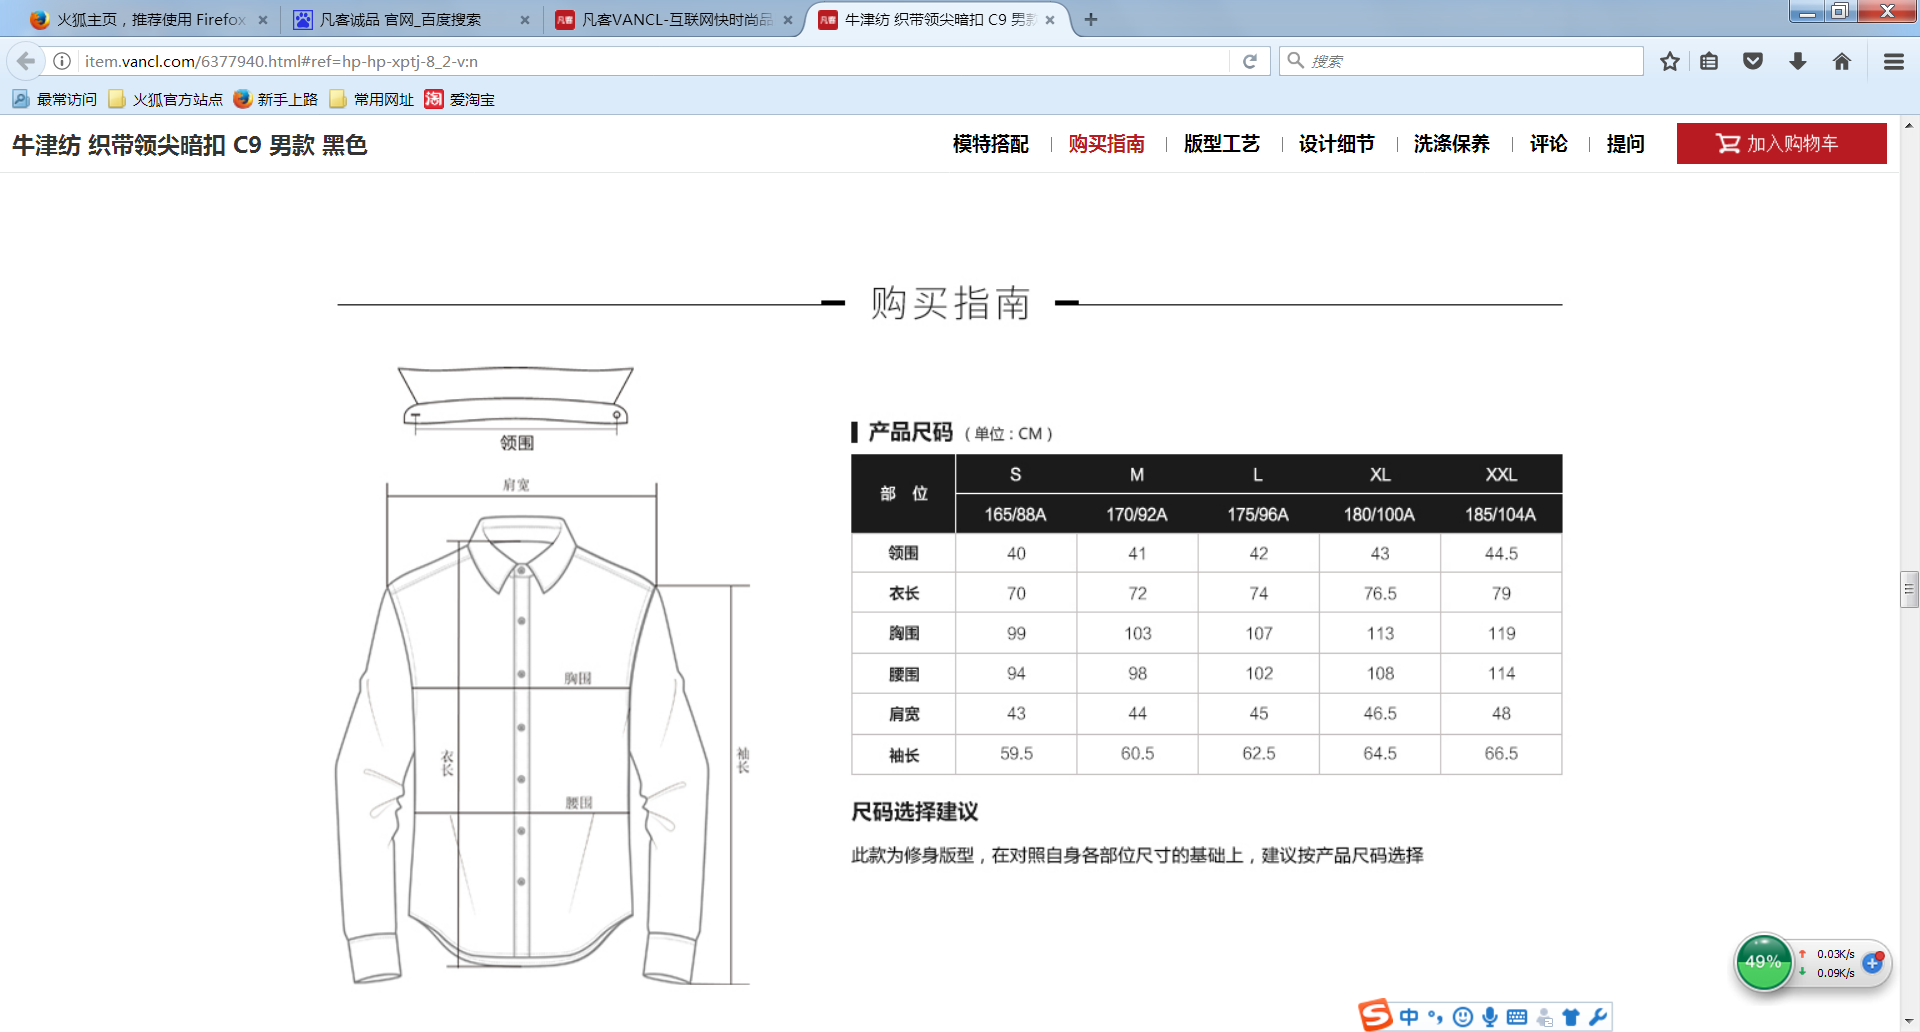 火狐主页，推荐使用 Firefox
凡客诚品 官网_百度搜索
凡客VANCL-互联网快时尚品
牛津纺 织带领尖暗扣 C9 男款
item.vancl.com/6377940.html#ref=hp-hp-xptj-8_2-v:n
搜索
最常访问 火狐官方站点 新手上路 常用网址 淘 爱淘宝
牛津纺 织带领尖暗扣 C9 男款 黑色
模特搭配 购买指南 版型工艺 设计细节 洗涤保养 评论 提问 加入购物车
购买指南
领围
肩宽
胸围
衣长
袖长
腰围
产品尺码（单位：CM）
部 位 S M L XL XXL
165/88A 170/92A 175/96A 180/100A 185/104A
领围 40 41 42 43 44.5
衣长 70 72 74 76.5 79
胸围 99 103 107 113 119
腰围 94 98 102 108 114
肩宽 43 44 45 46.5 48
袖长 59.5 60.5 62.5 64.5 66.5
尺码选择建议
此款为修身版型，在对照自身各部位尺寸的基础上，建议按产品尺码选择
49%
0.03K/s
0.09K/s
中